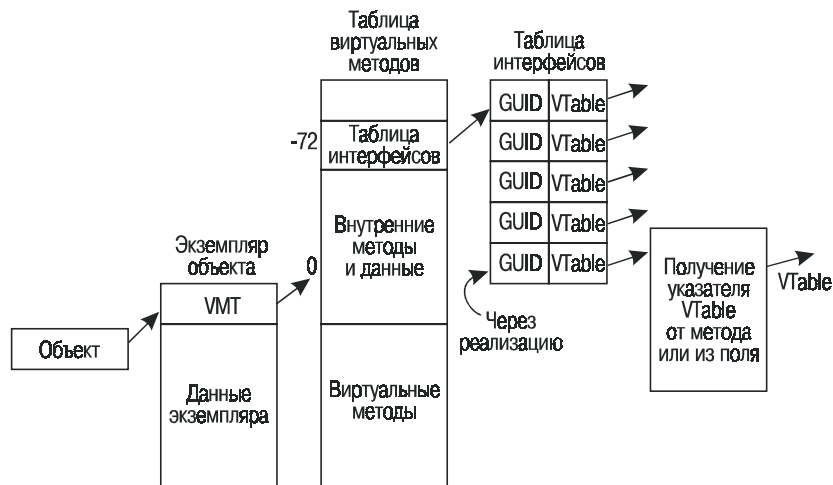 Таблица
виртуальных
методов
Таблица
интерфейсов
GUID VTable
-72
Таблица
интерфейсов
GUID VTable
GUID VTable
GUID VTable
GUID VTable
Внутренние
методы
и данные
0
Экземпляр
объекта
VMT
Объект
Данные
экземпляра
Виртуальные
методы
Через
реализацию
Получение
указателя
VTable
от метода
или из поля
VTable